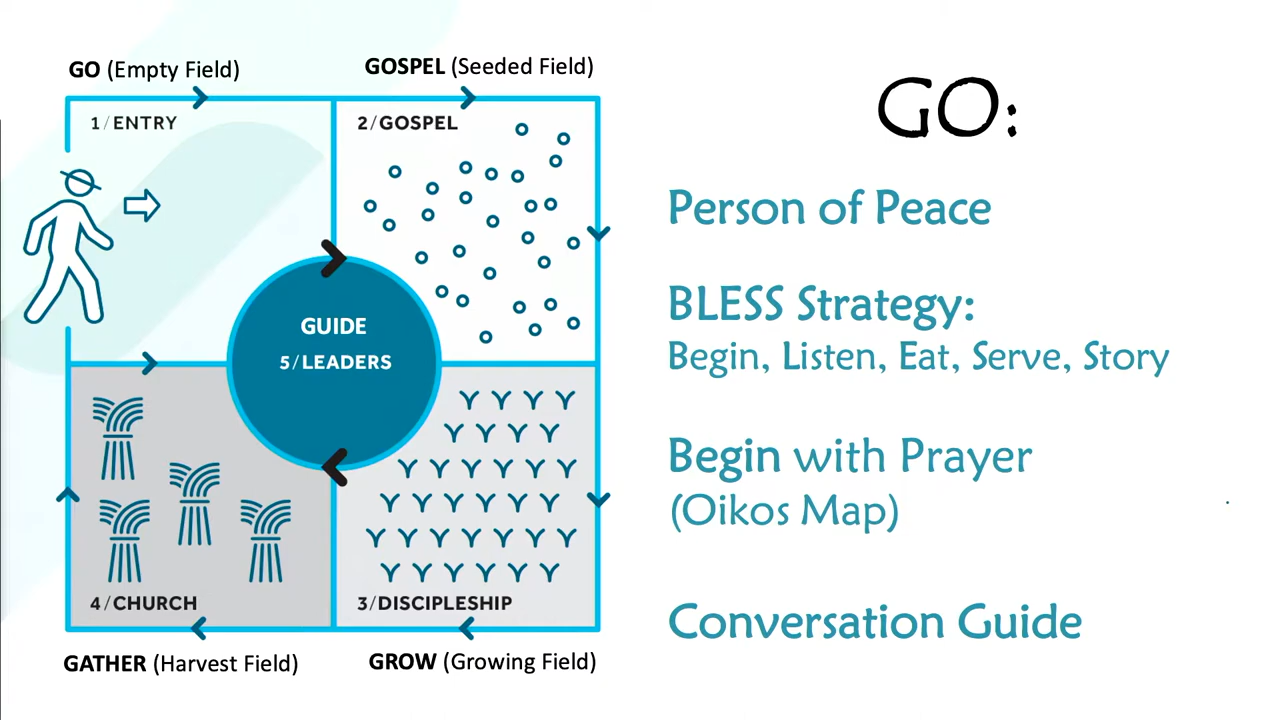 GO (Empty Field)
GOSPEL (Seeded Field)
1/ENTRY
2/GOSPEL
GUIDE
5/LEADERS
4/CHURCH
3/DISCIPLESHIP
GATHER (Harvest Field)
GROW (Growing Field)
GO:
Person of Peace
BLESS Strategy:
Begin, Listen, Eat, Serve, Story
Begin with Prayer
(Oikos Map)
Conversation Guide